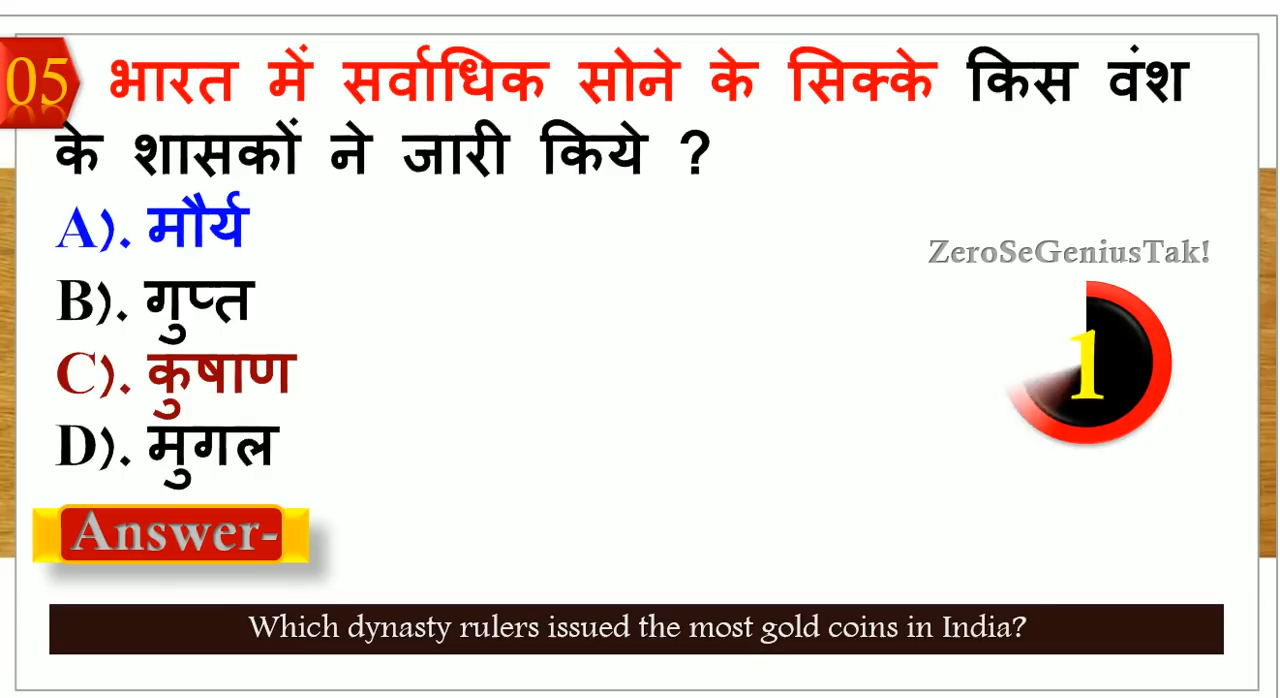 05 भारत में सर्वाधिक सोने के सिक्के किस वंश
के शासकों ने जारी किये ?
A). मौर्य
B). गुप्त
C). कुषाण
D). मुगल
ZeroSeGeniusTak!
1
Answer-
Which dynasty rulers issued the most gold coins in India?